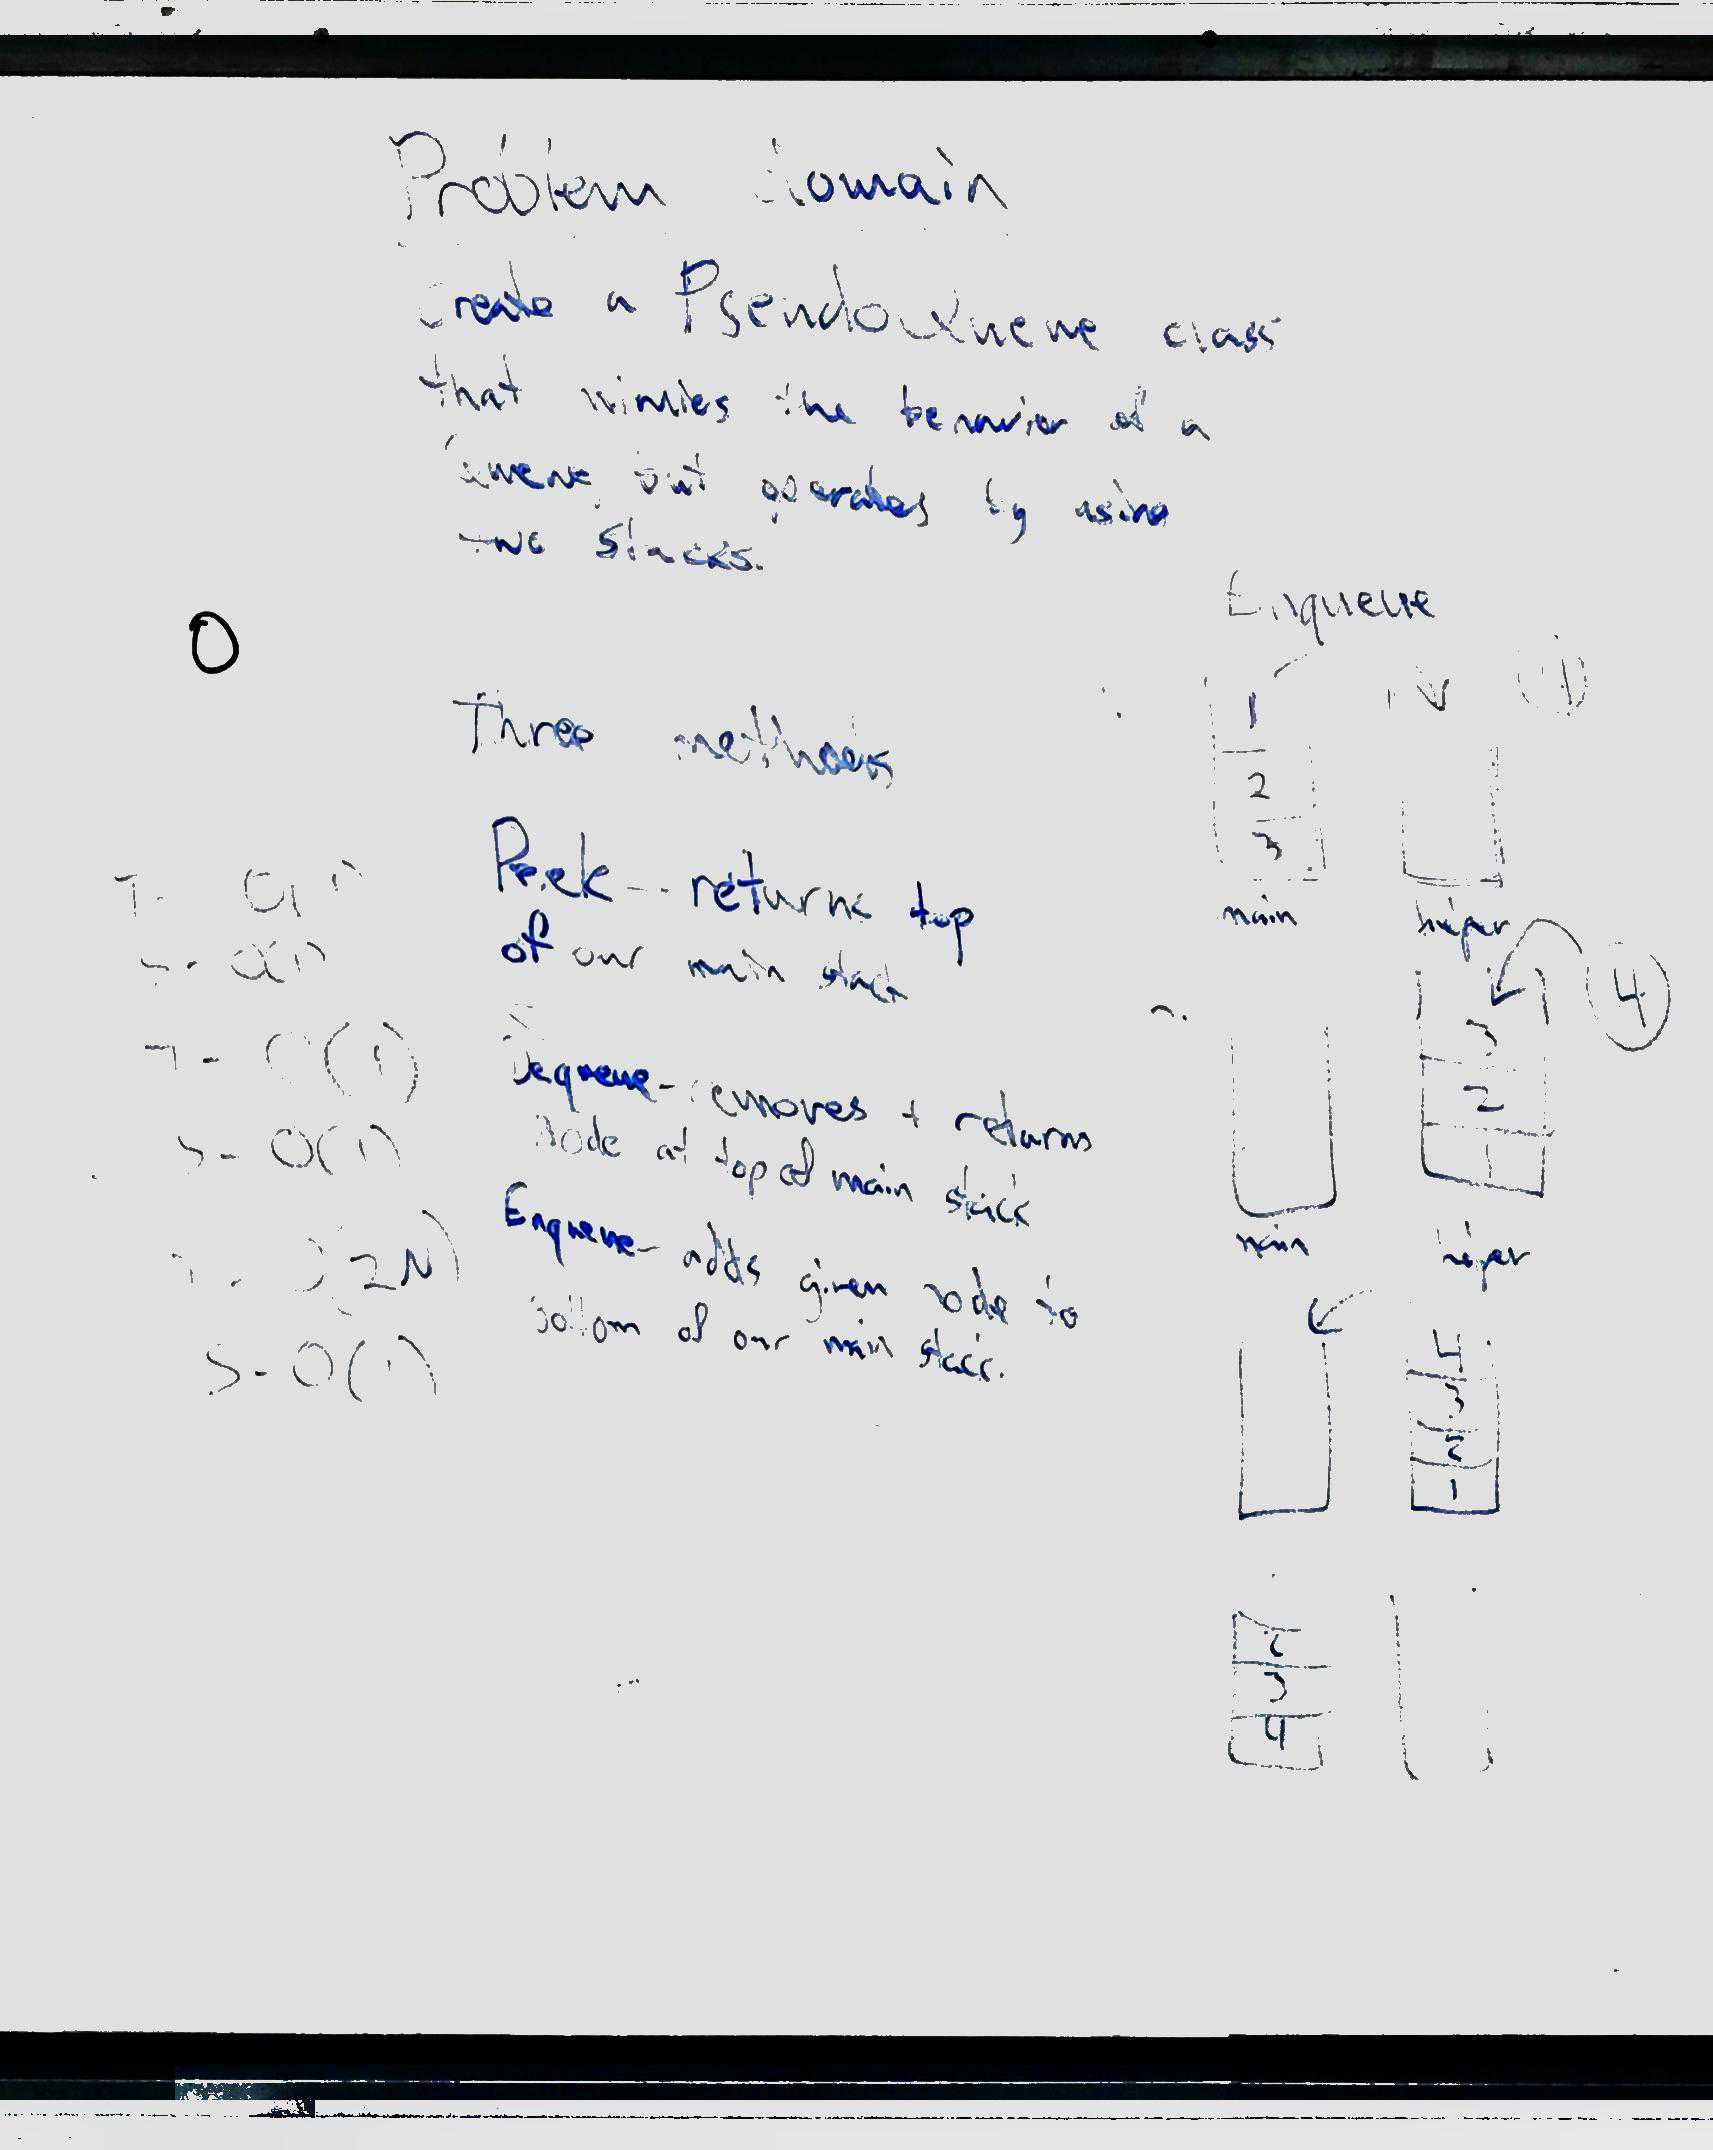 Problem Domain
Create a PseudoQueue class
that mimics the behavior of a
Queue, but operates by using
two stacks.
O
Three methods
T- O(1)
Peek - returns top
S- O(1)
of our main stack
T- O(1)
Dequeue - removes + returns
S- O(1)
Node at top of main stack
T- O(2N)
Enqueue - adds given node to
S- O(1)
bottom of our main stack.
Enqueue
1
2
3
main helper
4
3
2
1
main helper
3
2
1
3
4